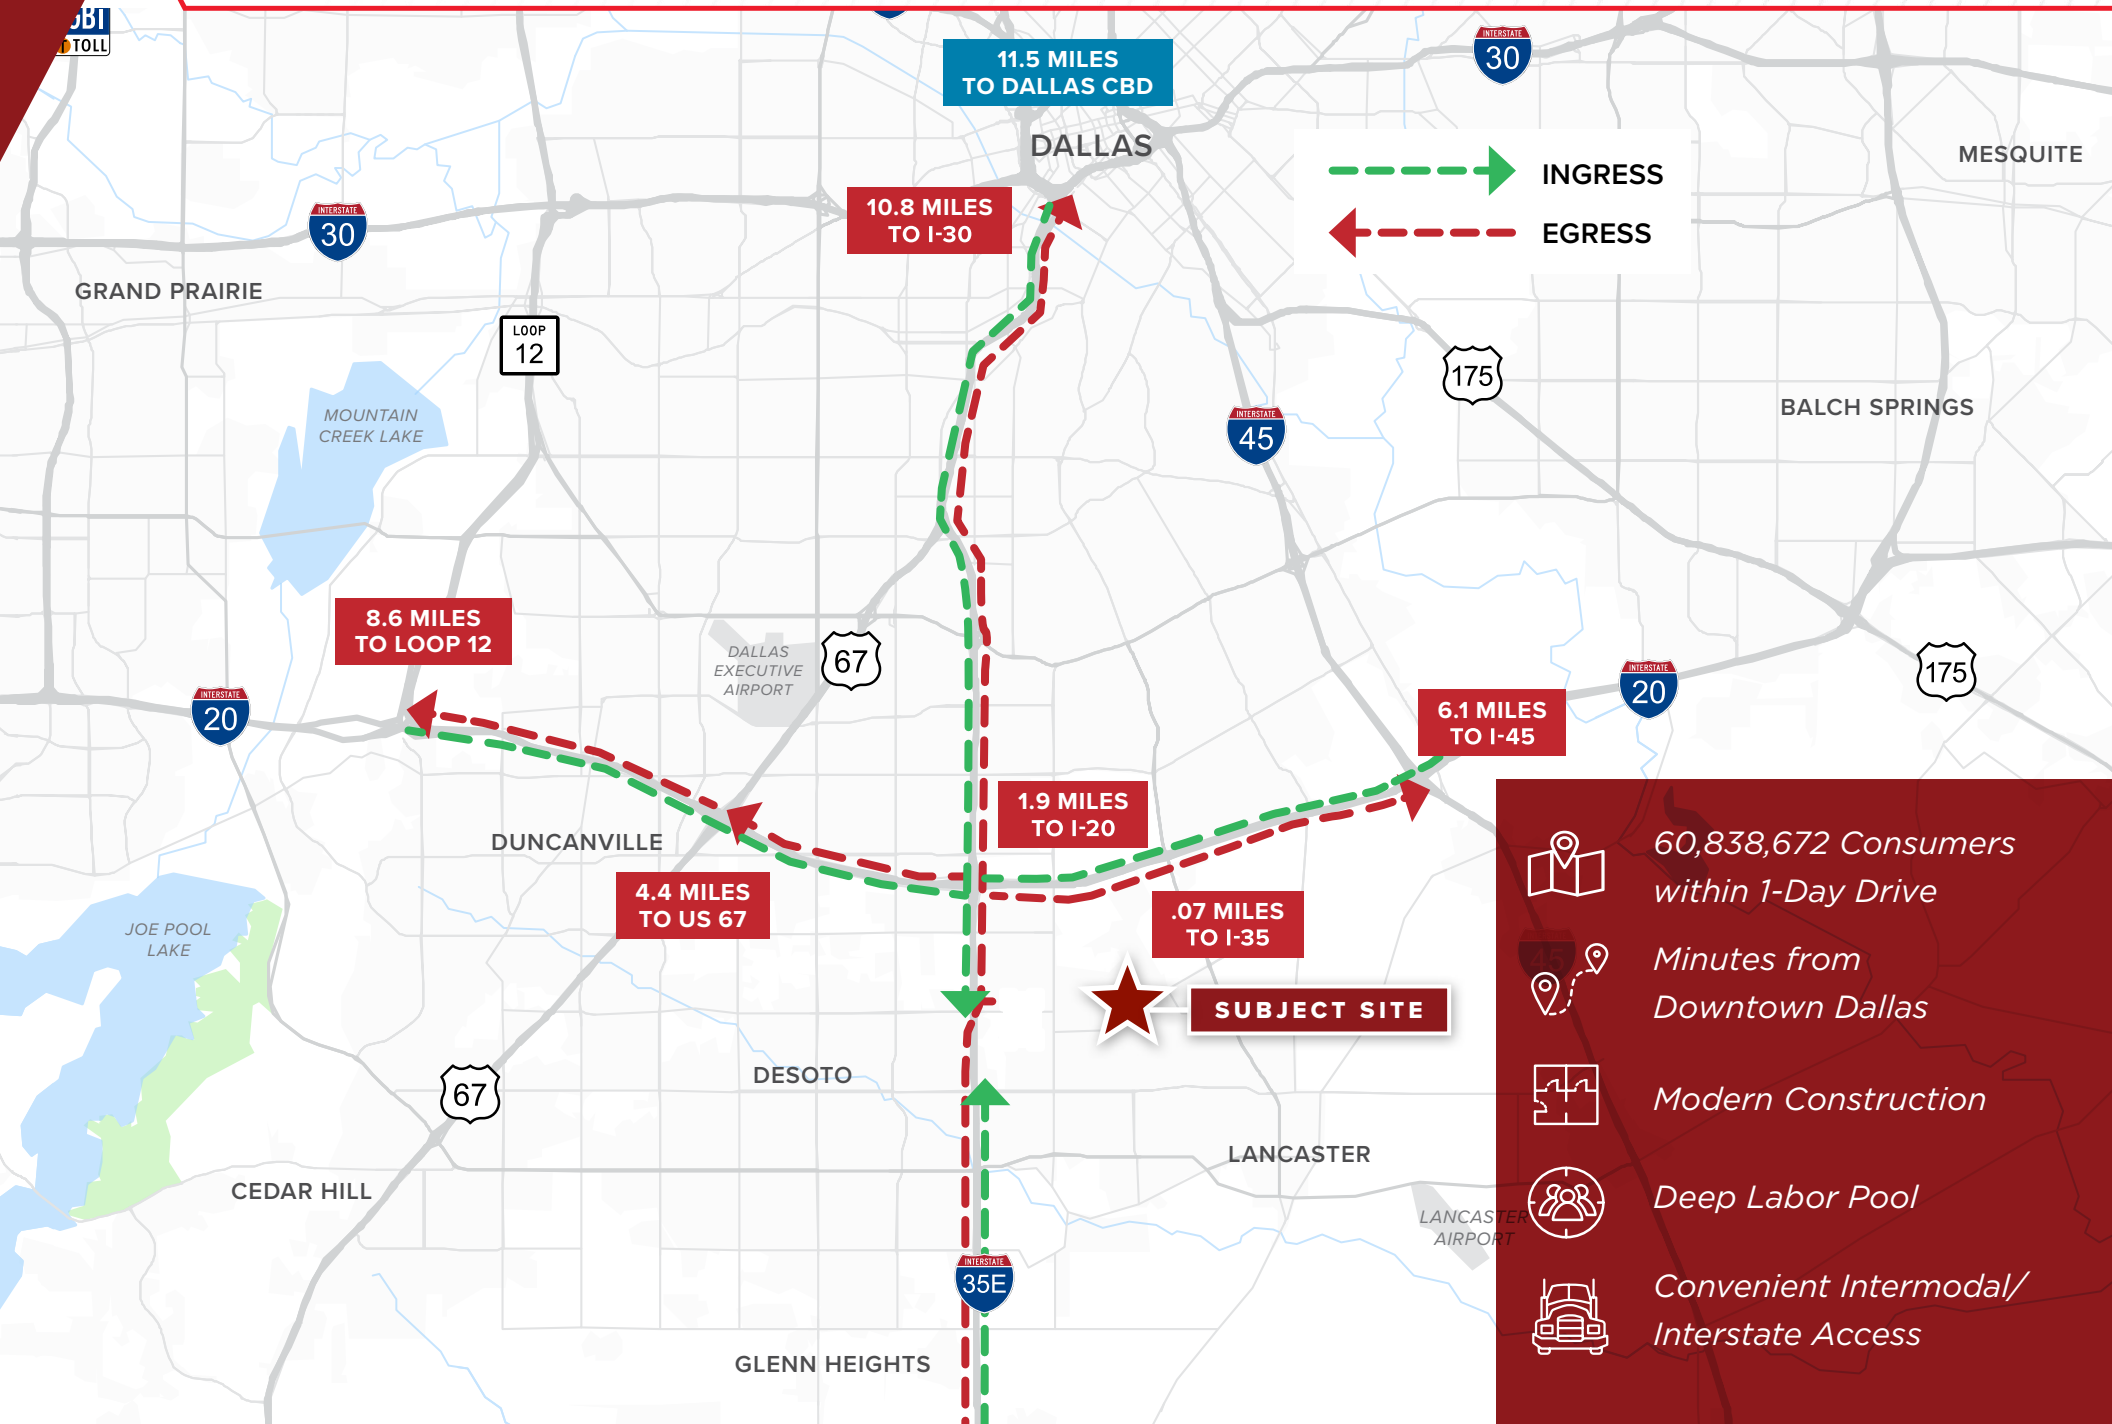 TOLL
11.5 MILES
TO DALLAS CBD
INTERSTATE
30
DALLAS
MESQUITE
INGRESS
EGRESS
10.8 MILES
TO I-30
INTERSTATE
30
GRAND PRAIRIE
LOOP
12
175
MOUNTAIN
CREEK LAKE
BALCH SPRINGS
INTERSTATE
45
8.6 MILES
TO LOOP 12
DALLAS
EXECUTIVE
AIRPORT
67
175
INTERSTATE
20
INTERSTATE
20
6.1 MILES
TO I-45
1.9 MILES
TO I-20
DUNCANVILLE
4.4 MILES
TO US 67
.07 MILES
TO I-35
JOE POOL
LAKE
SUBJECT SITE
DESOTO
67
LANCASTER
CEDAR HILL
LANCASTER
AIRPORT
INTERSTATE
35E
GLENN HEIGHTS
60,838,672 Consumers
within 1-Day Drive
45
Minutes from
Downtown Dallas
Modern Construction
Deep Labor Pool
Convenient Intermodal/
Interstate Access